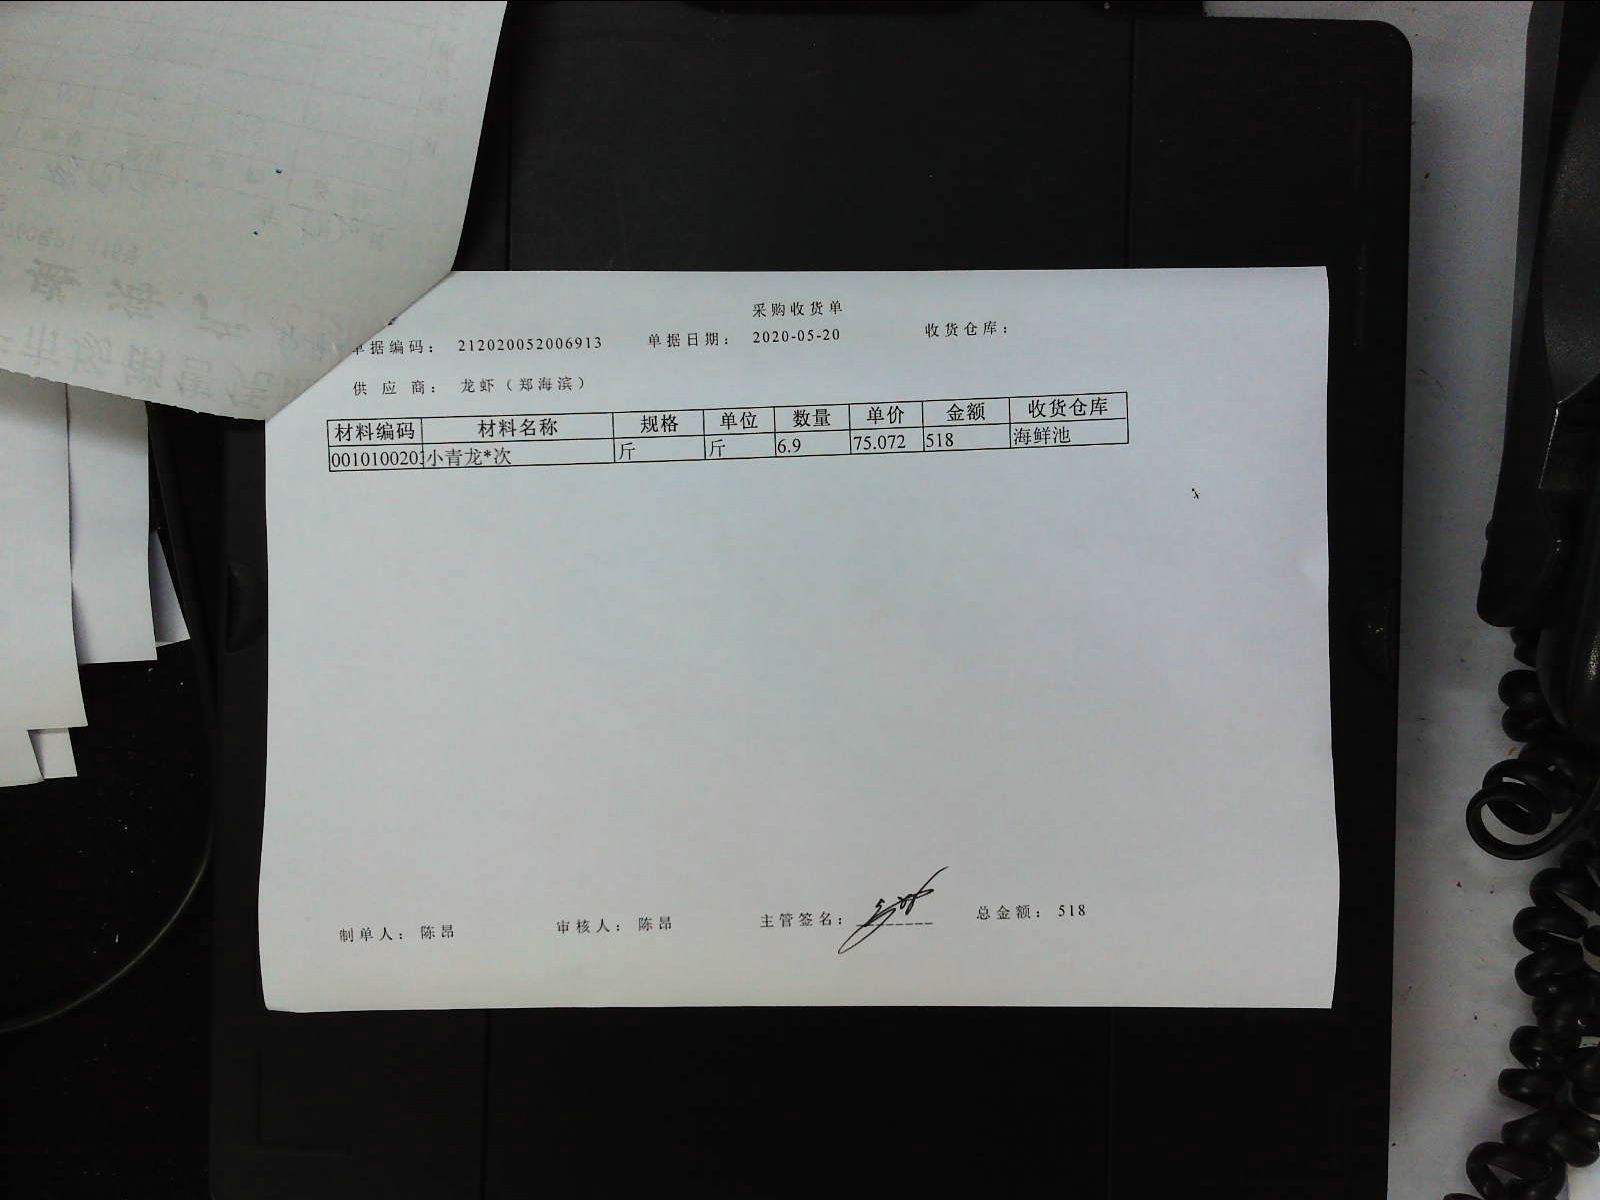 采购收货单
单据编码： 212020052006913 单据日期： 2020-05-20 收货仓库：
供 应 商： 龙虾（郑海滨）
材料编码 材料名称 规格 单位 数量 单价 金额 收货仓库
0010100202 小青龙*次 斤 斤 6.9 75.072 518 海鲜池
制单人： 陈昂 审核人： 陈昂 主管签名： 总金额： 518